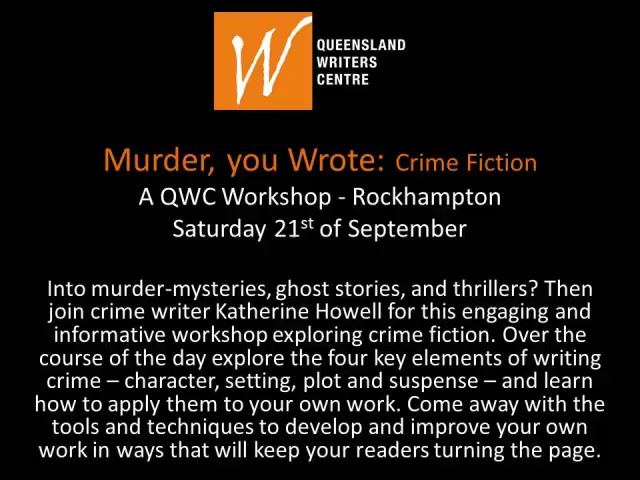 W QUEENSLAND
WRITERS
CENTRE
Murder, you Wrote: Crime Fiction
A QWC Workshop - Rockhampton
Saturday 21st of September
Into murder-mysteries, ghost stories, and thrillers? Then
join crime writer Katherine Howell for this engaging and
informative workshop exploring crime fiction. Over the
course of the day explore the four key elements of writing
crime – character, setting, plot and suspense – and learn
how to apply them to your own work. Come away with the
tools and techniques to develop and improve your own
work in ways that will keep your readers turning the page.